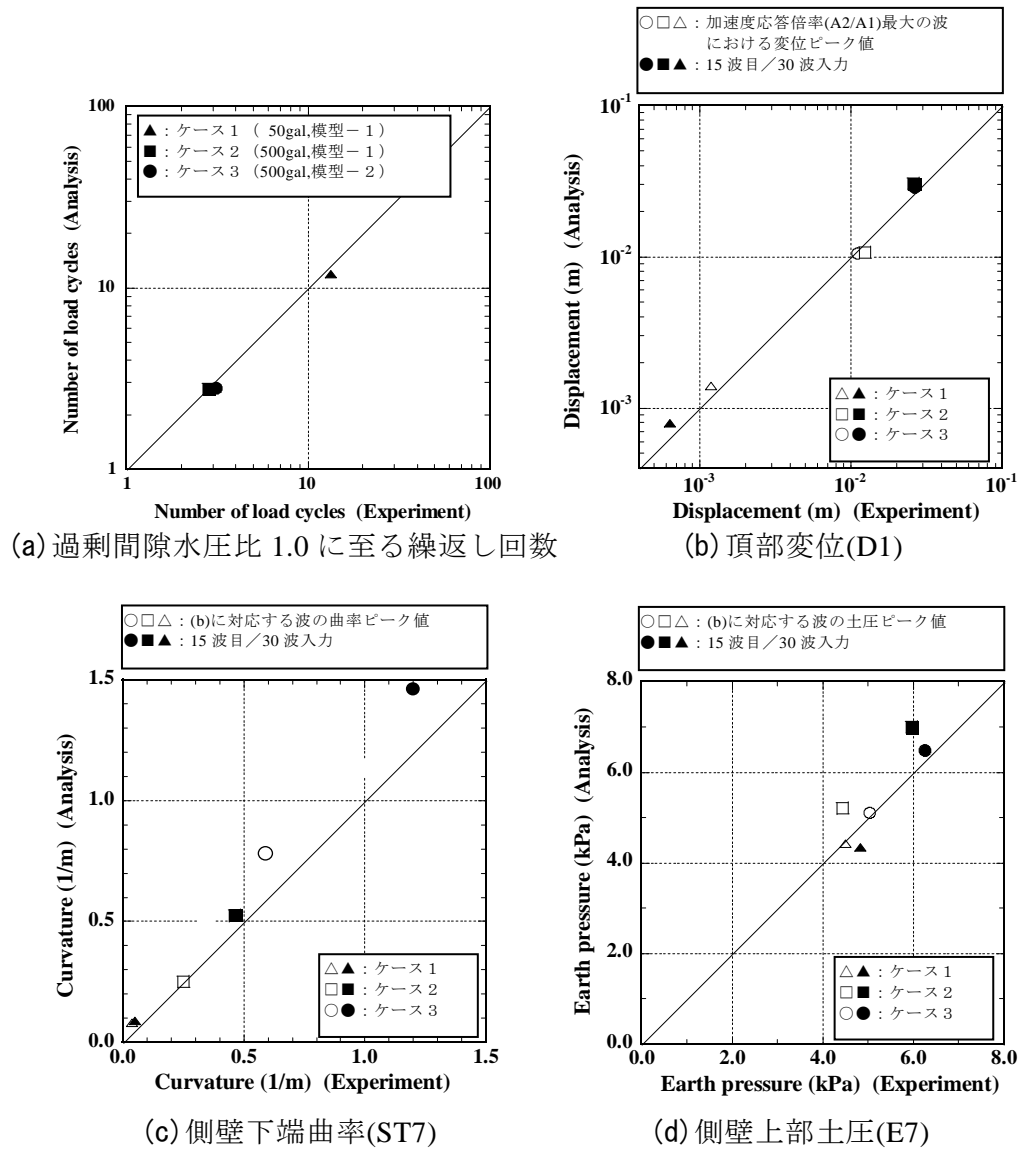 100
10
1
1
10
100
▲：ケース１（ 50gal,模型－１）
■：ケース２（500gal,模型－１）
●：ケース３（500gal,模型－２）
Number of load cycles (Analysis)
Number of load cycles (Experiment)
(a)過剰間隙水圧比 1.0 に至る繰返し回数
○□△：加速度応答倍率(A2/A1)最大の波
における変位ピーク値
●■▲：15 波目／30 波入力
10⁻¹
10⁻²
10⁻³
10⁻³
10⁻²
10⁻¹
△▲：ケース１
□■：ケース２
○●：ケース３
Displacement (m) (Analysis)
Displacement (m) (Experiment)
(b)頂部変位(D1)
○□△：(b)に対応する波の曲率ピーク値
●■▲：15 波目／30 波入力
1.5
1.0
0.5
0.0
0.0
0.5
1.0
1.5
△▲：ケース１
□■：ケース２
○●：ケース３
Curvature (1/m) (Analysis)
Curvature (1/m) (Experiment)
(c)側壁下端曲率(ST7)
○□△：(b)に対応する波の土圧ピーク値
●■▲：15 波目／30 波入力
8.0
6.0
4.0
2.0
0.0
0.0
2.0
4.0
6.0
8.0
△▲：ケース１
□■：ケース２
○●：ケース３
Earth pressure (kPa) (Analysis)
Earth pressure (kPa) (Experiment)
(d)側壁上部土圧(E7)